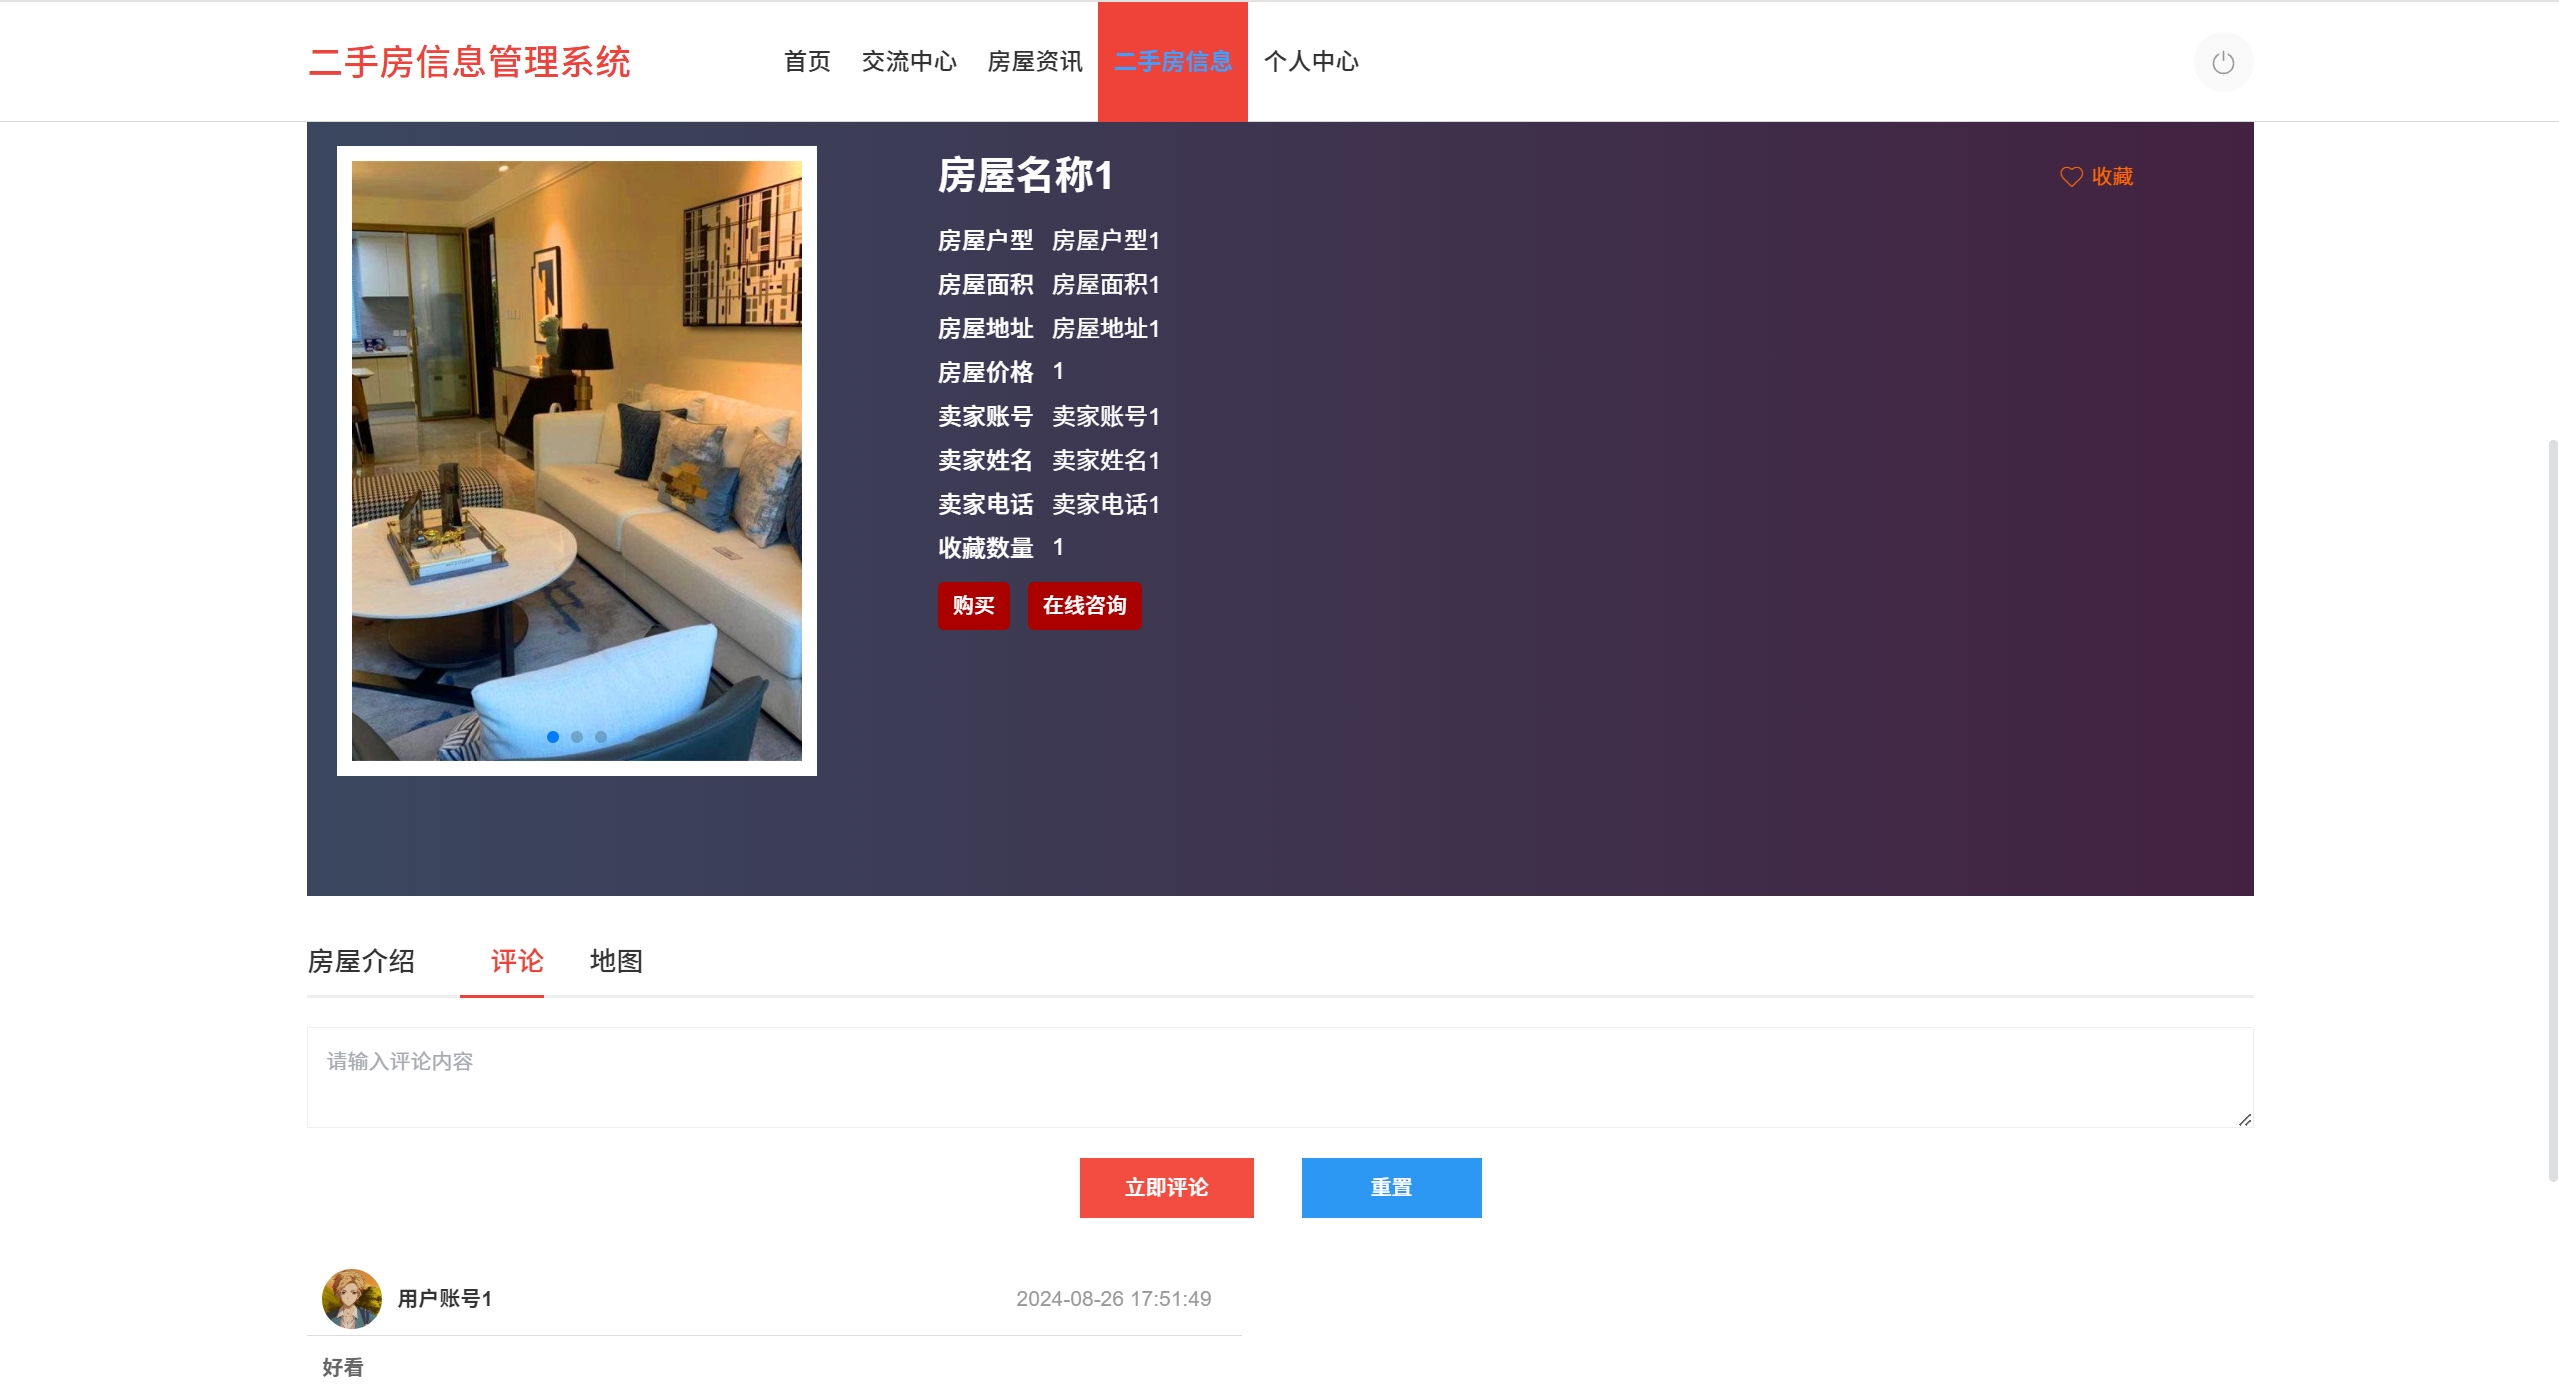 二手房信息管理系统
首页 交流中心 房屋资讯 二手房信息 个人中心
房屋名称1
收藏
房屋户型 房屋户型1
房屋面积 房屋面积1
房屋地址 房屋地址1
房屋价格 1
卖家账号 卖家账号1
卖家姓名 卖家姓名1
卖家电话 卖家电话1
收藏数量 1
购买 在线咨询
房屋介绍 评论 地图
请输入评论内容
立即评论 重置
用户账号1 2024-08-26 17:51:49
好看